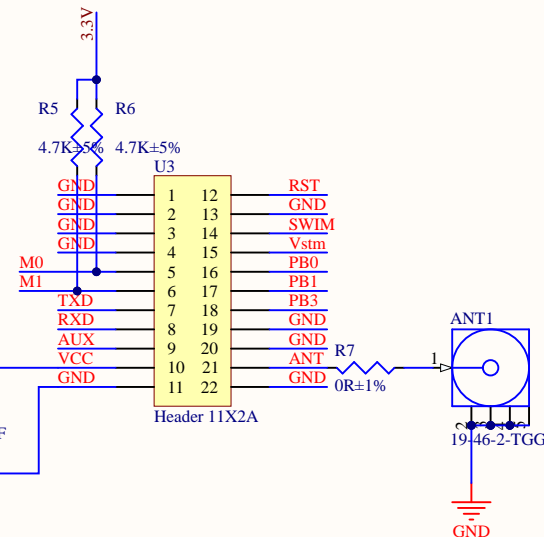 3.3V
R5
R6
4.7K±5%
4.7K±5%
U3
GND 1 12 RST
GND 2 13 GND
GND 3 14 SWIM
GND 4 15 Vstm
M0 5 16 PB0
M1 6 17 PB1
TXD 7 18 PB3
RXD 8 19 GND
AUX 9 20 GND
VCC 10 21 ANT
GND 11 22 GND
Header 11X2A
R7
0R±1%
ANT1
1
2
19-46-2-TGG
GND
F